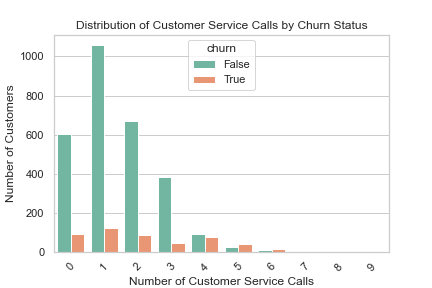 Distribution of Customer Service Calls by Churn Status
churn
False
True
Number of Customers
1000
800
600
400
200
0
0 1 2 3 4 5 6 7 8 9
Number of Customer Service Calls